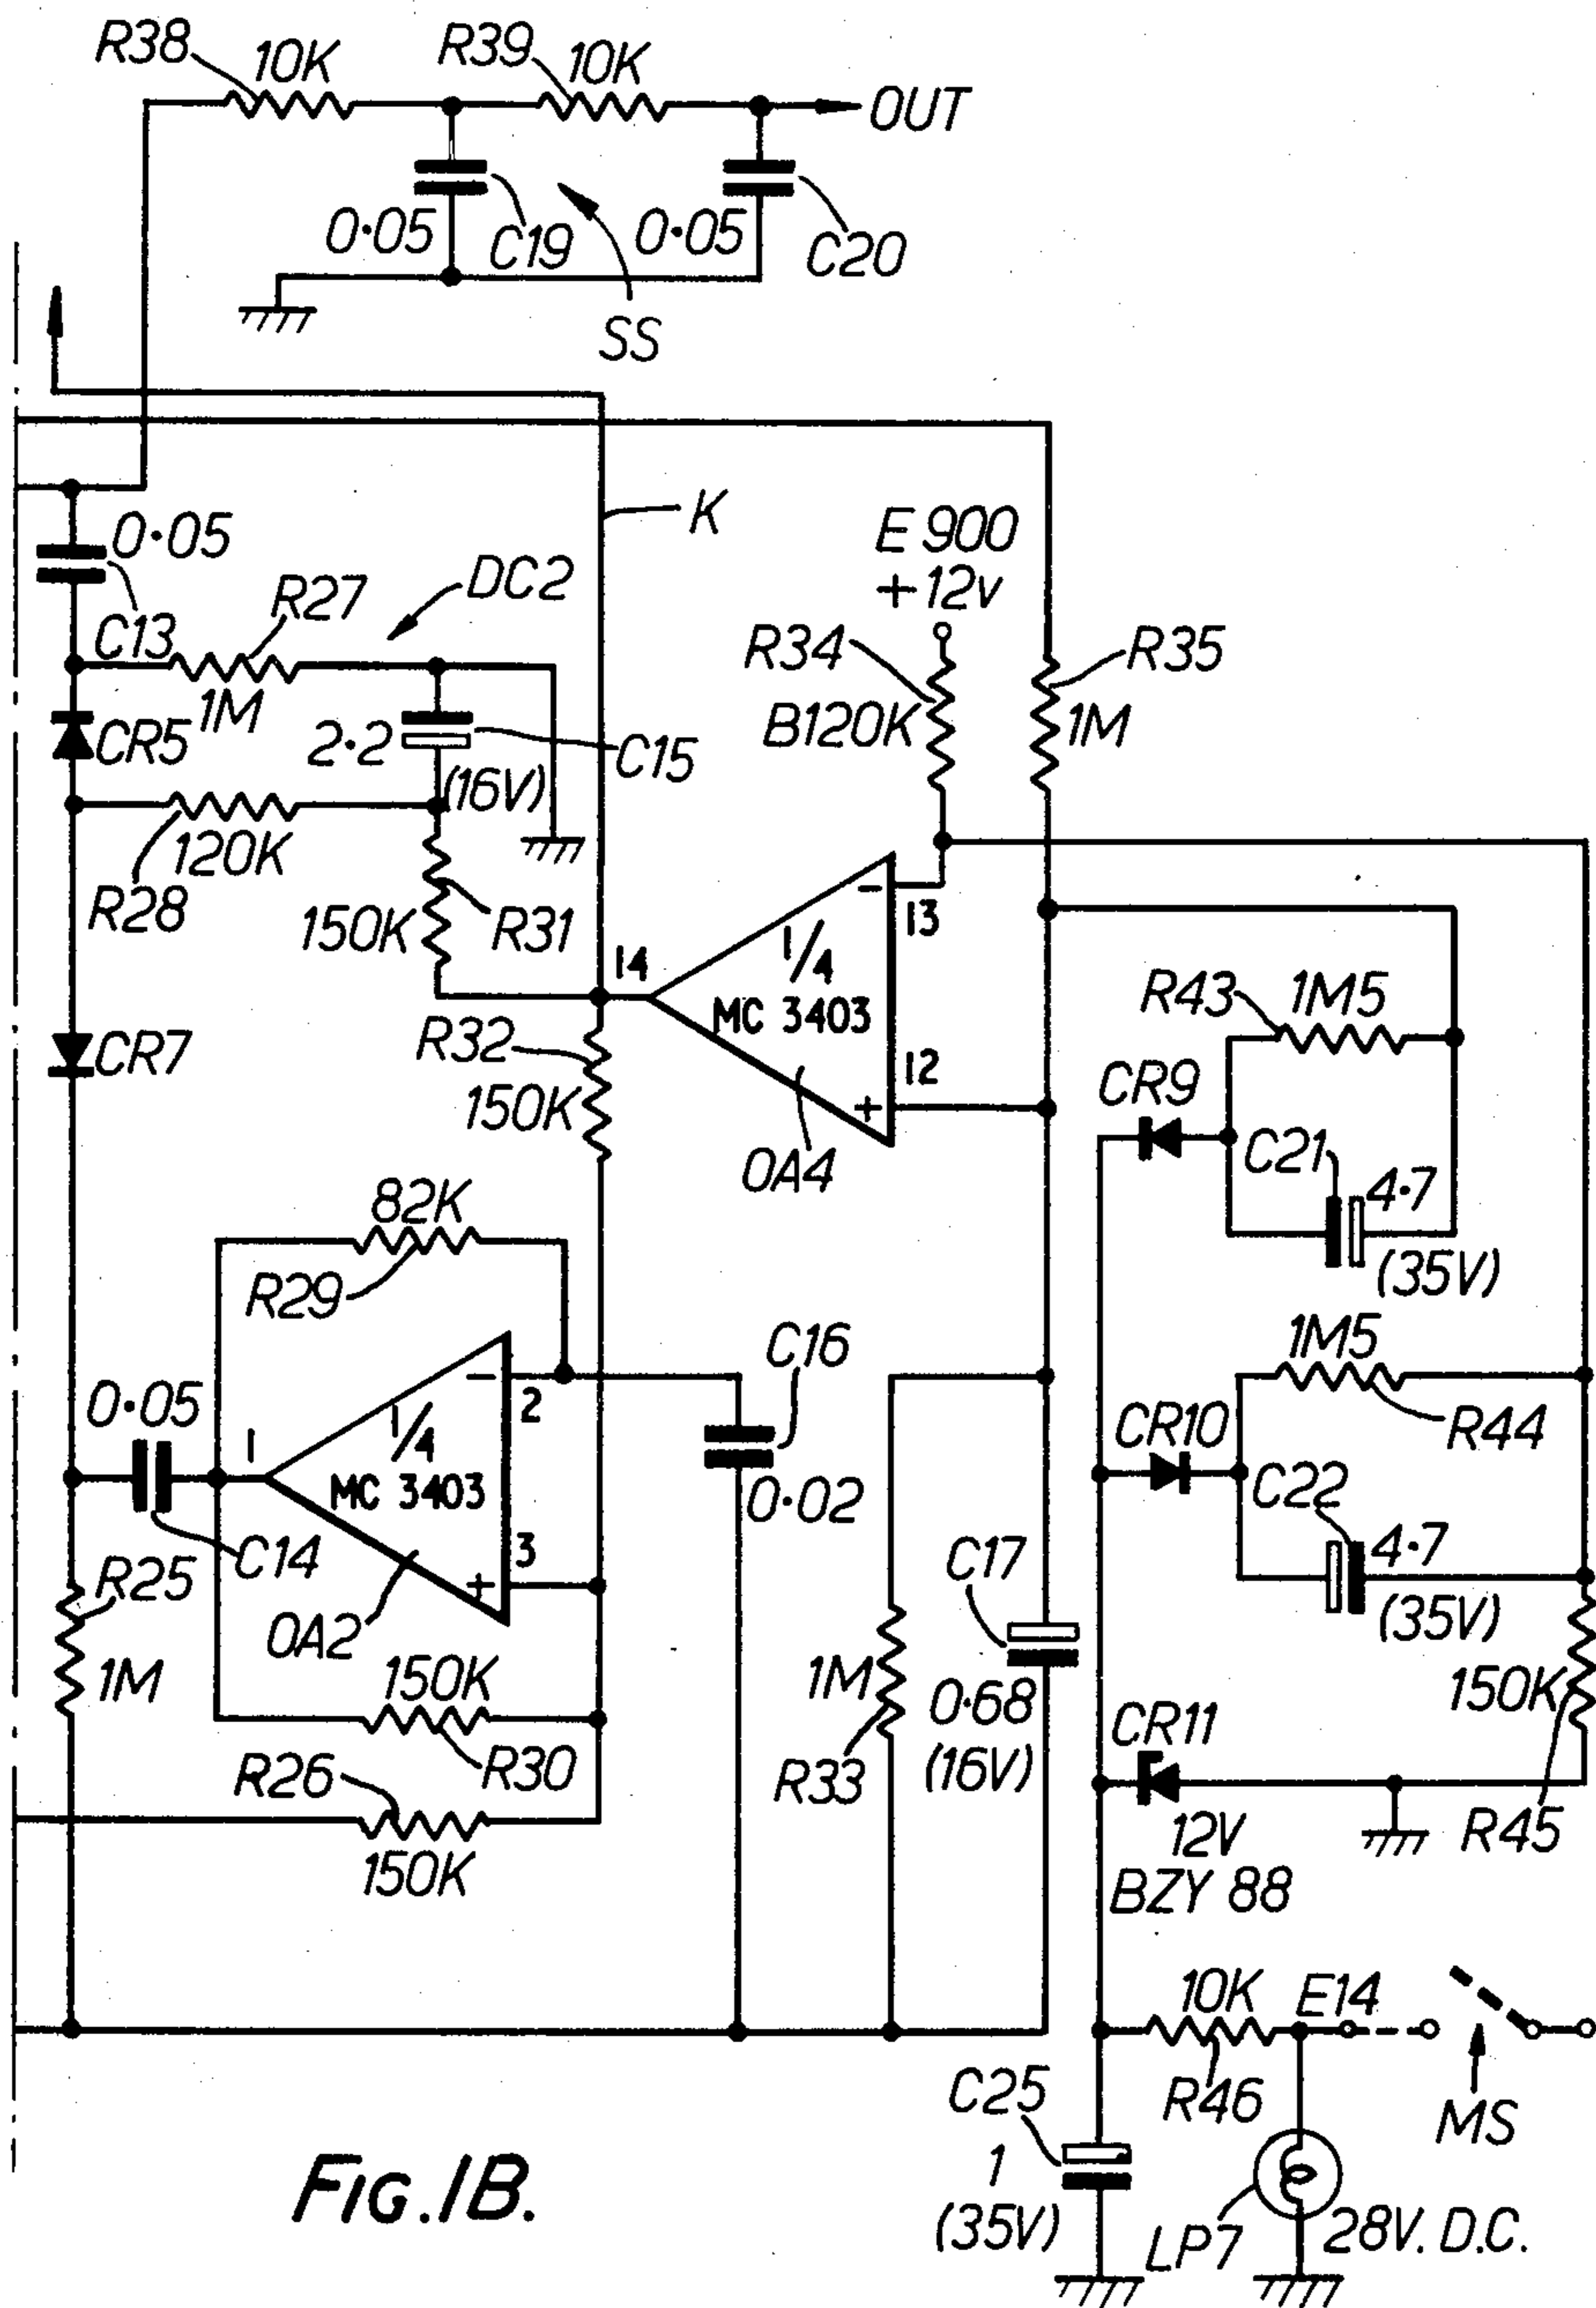 R38
10K
R39
10K
OUT
0·05
C19
0·05
C20
SS
K
0·05
E 900
+12v
DC2
R27
C13
1M
R34
B120K
R35
1M
CR5
2·2
(16V)
C15
R28
120K
150K
R31
13
14
1/4
MC 3403
12
R43
1M5
R32
150K
CR7
CR9
C21
4·7
(35V)
OA4
82K
R29
C16
1M5
R44
0·05
1
2
1/4
MC 3403
0·02
CR10
C22
4·7
(35V)
3
C14
R25
1M
OA2
C17
1M
0·68
(16V)
R33
150K
R30
R26
150K
CR11
12V
BZY 88
150K
R45
10K
E14
R46
MS
C25
1
(35V)
LP7
28V. D.C.
FIG.1B.